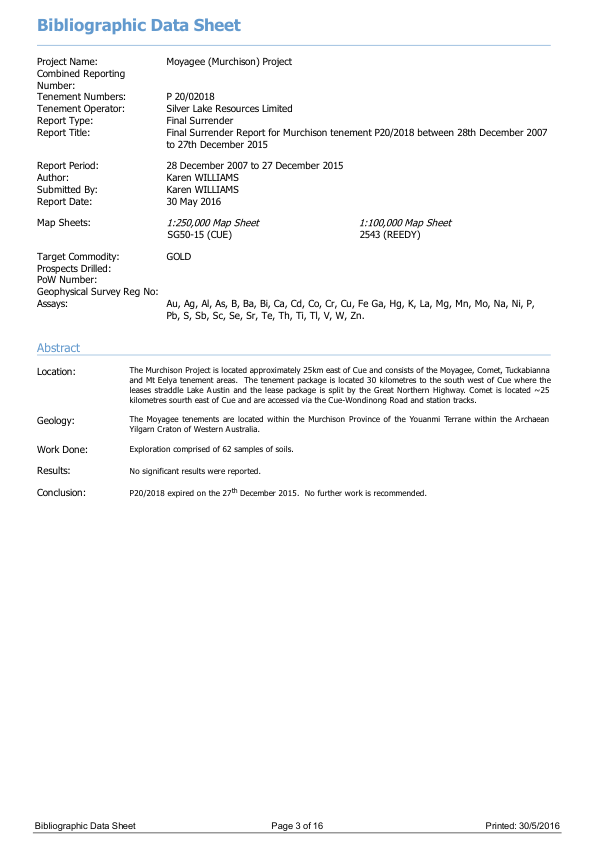 Bibliographic Data Sheet
Project Name: Moyagee (Murchison) Project
Combined Reporting
Number:
Tenement Numbers: P 20/02018
Tenement Operator: Silver Lake Resources Limited
Report Type: Final Surrender
Report Title: Final Surrender Report for Murchison tenement P20/2018 between 28th December 2007
to 27th December 2015
Report Period: 28 December 2007 to 27 December 2015
Author: Karen WILLIAMS
Submitted By: Karen WILLIAMS
Report Date: 30 May 2016
Map Sheets: 1:250,000 Map Sheet 1:100,000 Map Sheet
SG50-15 (CUE) 2543 (REEDY)
Target Commodity: GOLD
Prospects Drilled:
PoW Number:
Geophysical Survey Reg No:
Assays: Au, Ag, Al, As, B, Ba, Bi, Ca, Cd, Co, Cr, Cu, Fe Ga, Hg, K, La, Mg, Mn, Mo, Na, Ni, P,
Pb, S, Sb, Sc, Se, Sr, Te, Th, Ti, Tl, V, W, Zn.
Abstract
Location: The Murchison Project is located approximately 25km east of Cue and consists of the Moyagee, Comet, Tuckabianna
and Mt Eelya tenement areas. The tenement package is located 30 kilometres to the south west of Cue where the
leases straddle Lake Austin and the lease package is split by the Great Northern Highway. Comet is located ~25
kilometres sourth east of Cue and are accessed via the Cue-Wondinong Road and station tracks.
Geology: The Moyagee tenements are located within the Murchison Province of the Youanmi Terrane within the Archaean
Yilgarn Craton of Western Australia.
Work Done: Exploration comprised of 62 samples of soils.
Results: No significant results were reported.
Conclusion: P20/2018 expired on the 27th December 2015. No further work is recommended.
Bibliographic Data Sheet Page 3 of 16 Printed: 30/5/2016